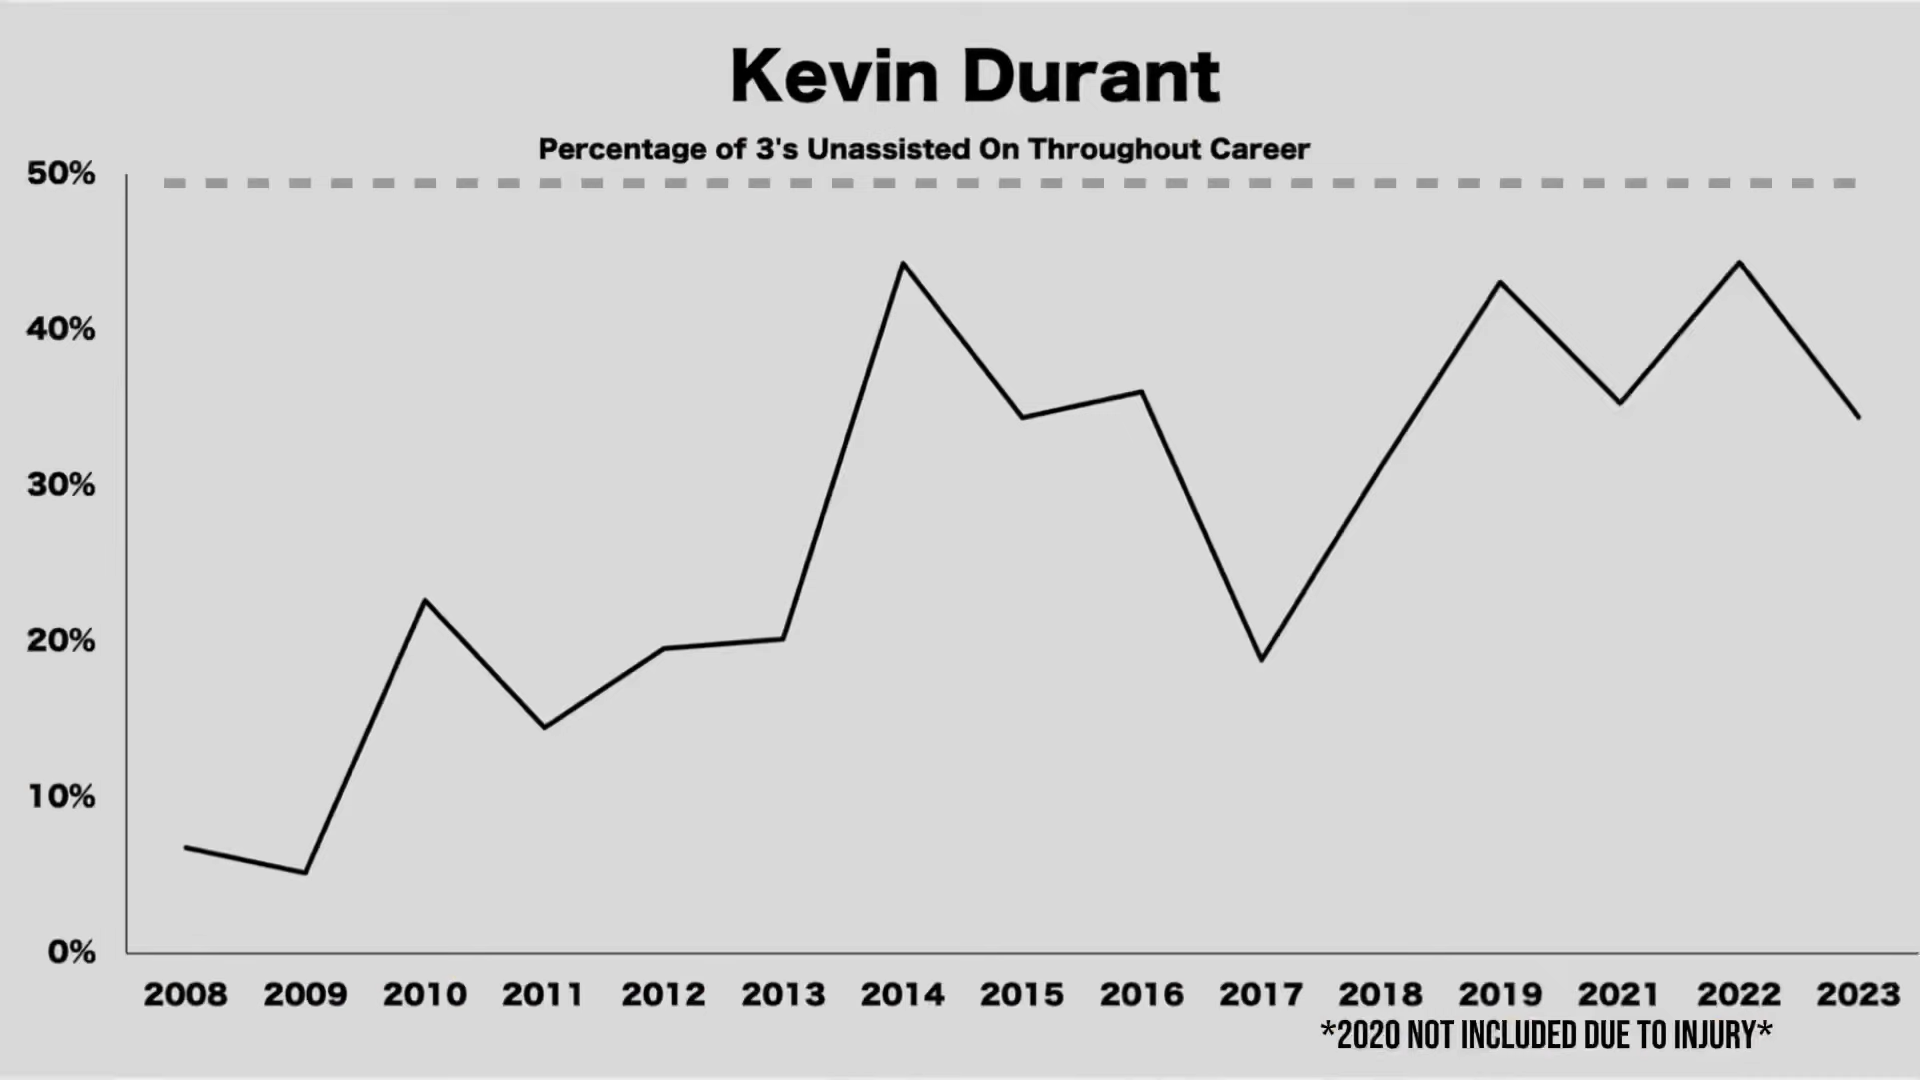 Kevin Durant
Percentage of 3's Unassisted On Throughout Career
50%
40%
30%
20%
10%
0%
2008 2009 2010 2011 2012 2013 2014 2015 2016 2017 2018 2019 2021 2022 2023
*2020 NOT INCLUDED DUE TO INJURY*